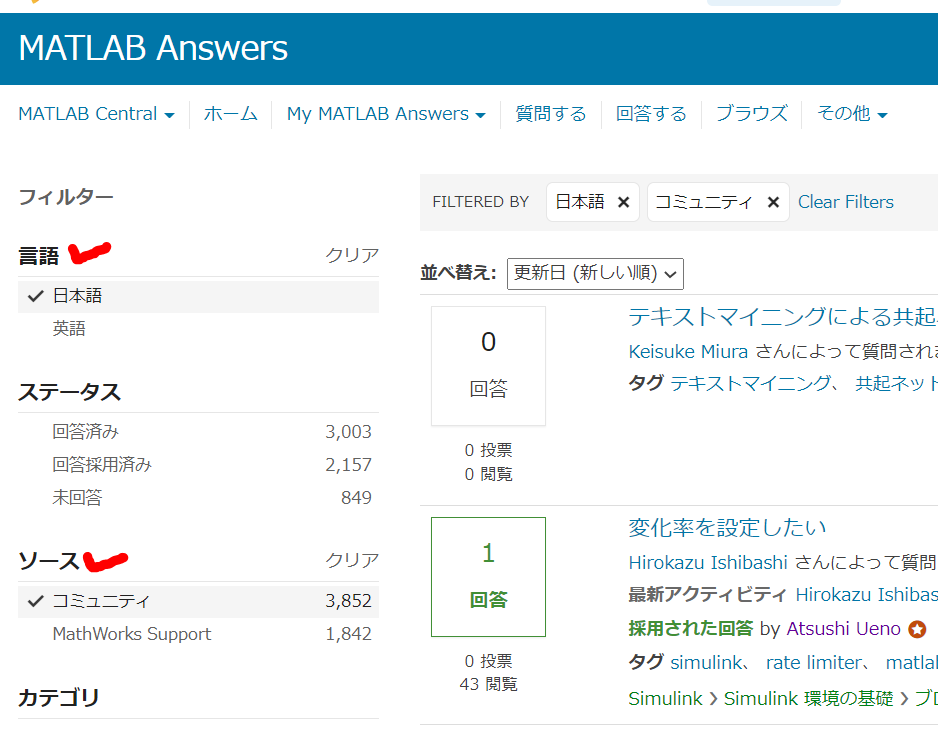 MATLAB Answers
MATLAB Central ホーム My MATLAB Answers 質問する 回答する ブラウズ その他
フィルター
言語 クリア
日本語
英語
ステータス
回答済み 3,003
回答採用済み 2,157
未回答 849
ソース クリア
コミュニティ 3,852
MathWorks Support 1,842
カテゴリ
FILTERED BY 日本語 × コミュニティ × Clear Filters
並べ替え: 更新日 (新しい順)
0
回答
0 投票
0 閲覧
テキストマイニングによる共起
Keisuke Miura さんによって質問され
タグ テキストマイニング、 共起ネット
1
回答
0 投票
43 閲覧
変化率を設定したい
Hirokazu Ishibashi さんによって質問
最新アクティビティ Hirokazu Ishibas
採用された回答 by Atsushi Ueno
タグ simulink、 rate limiter、 matla
Simulink > Simulink 環境の基礎 > ブ